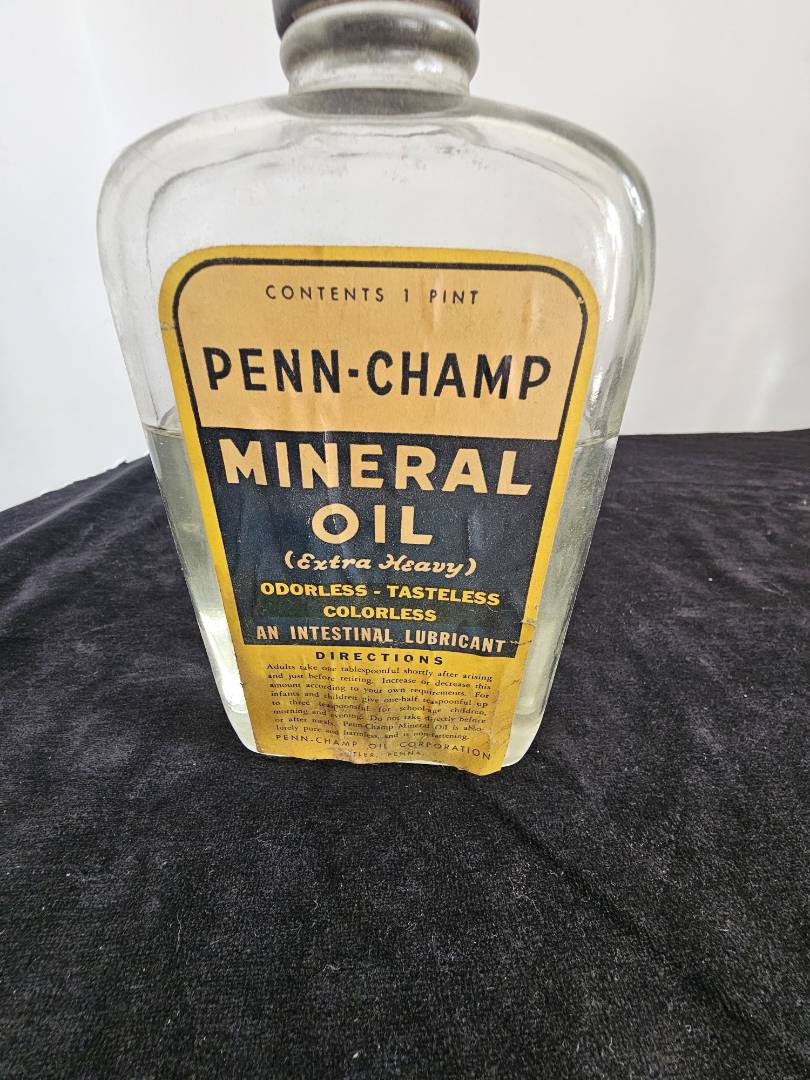 CONTENTS 1 PINT
PENN-CHAMP
MINERAL
OIL
(Extra Heavy)
ODORLESS - TASTELESS
COLORLESS
AN INTESTINAL LUBRICANT
DIRECTIONS
Adults take one tablespoonful shortly after arising
and just before retiring. Increase or decrease this
amount according to your own requirements. For
infants and children give one-half teaspoonful up
to three teaspoonsful for school-age children,
morning and evening. Do not take directly before
or after meals. Penn-Champ Mineral Oil is abso-
lutely pure and harmless, and is non-fattening.
PENN-CHAMP OIL CORPORATION
PENNA.